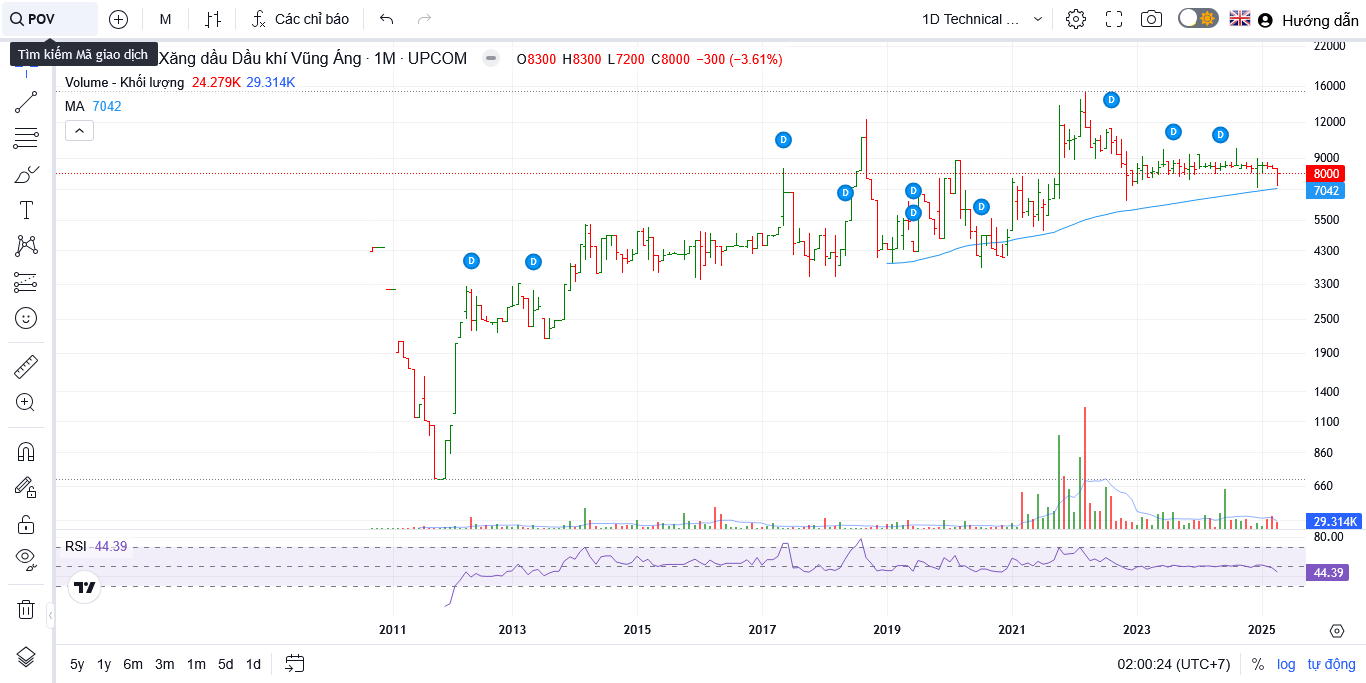 POV
M
Các chỉ báo
1D Technical ...
Hướng dẫn
Tìm kiếm Mã giao dịch
Xăng dầu Dầu khí Vũng Áng · 1M · UPCOM
O8300 H8300 L7200 C8000 −300 (−3.61%)
Volume - Khối lượng 24.279K 29.314K
MA 7042
22000
16000
12000
9000
8000
7042
5500
4300
3300
2500
1900
1400
1100
860
660
29.314K
D
D
D
D
D
D
D
D
D
D
80.00
RSI 44.39
44.39
2011 2013 2015 2017 2019 2021 2023 2025
5y 1y 6m 3m 1m 5d 1d
02:00:24 (UTC+7) % log tự động